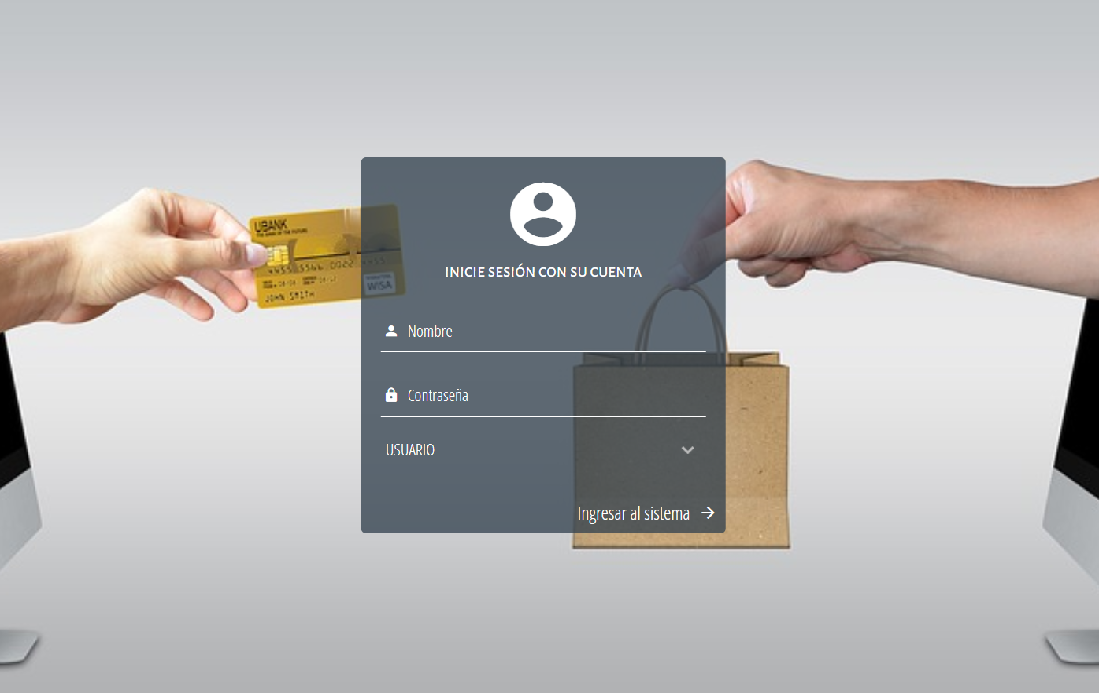 UBANK
INICIE SESIÓN CON SU CUENTA
VISA
JOHN SMITH
Nombre
Contraseña
USUARIO
Ingresar al sistema